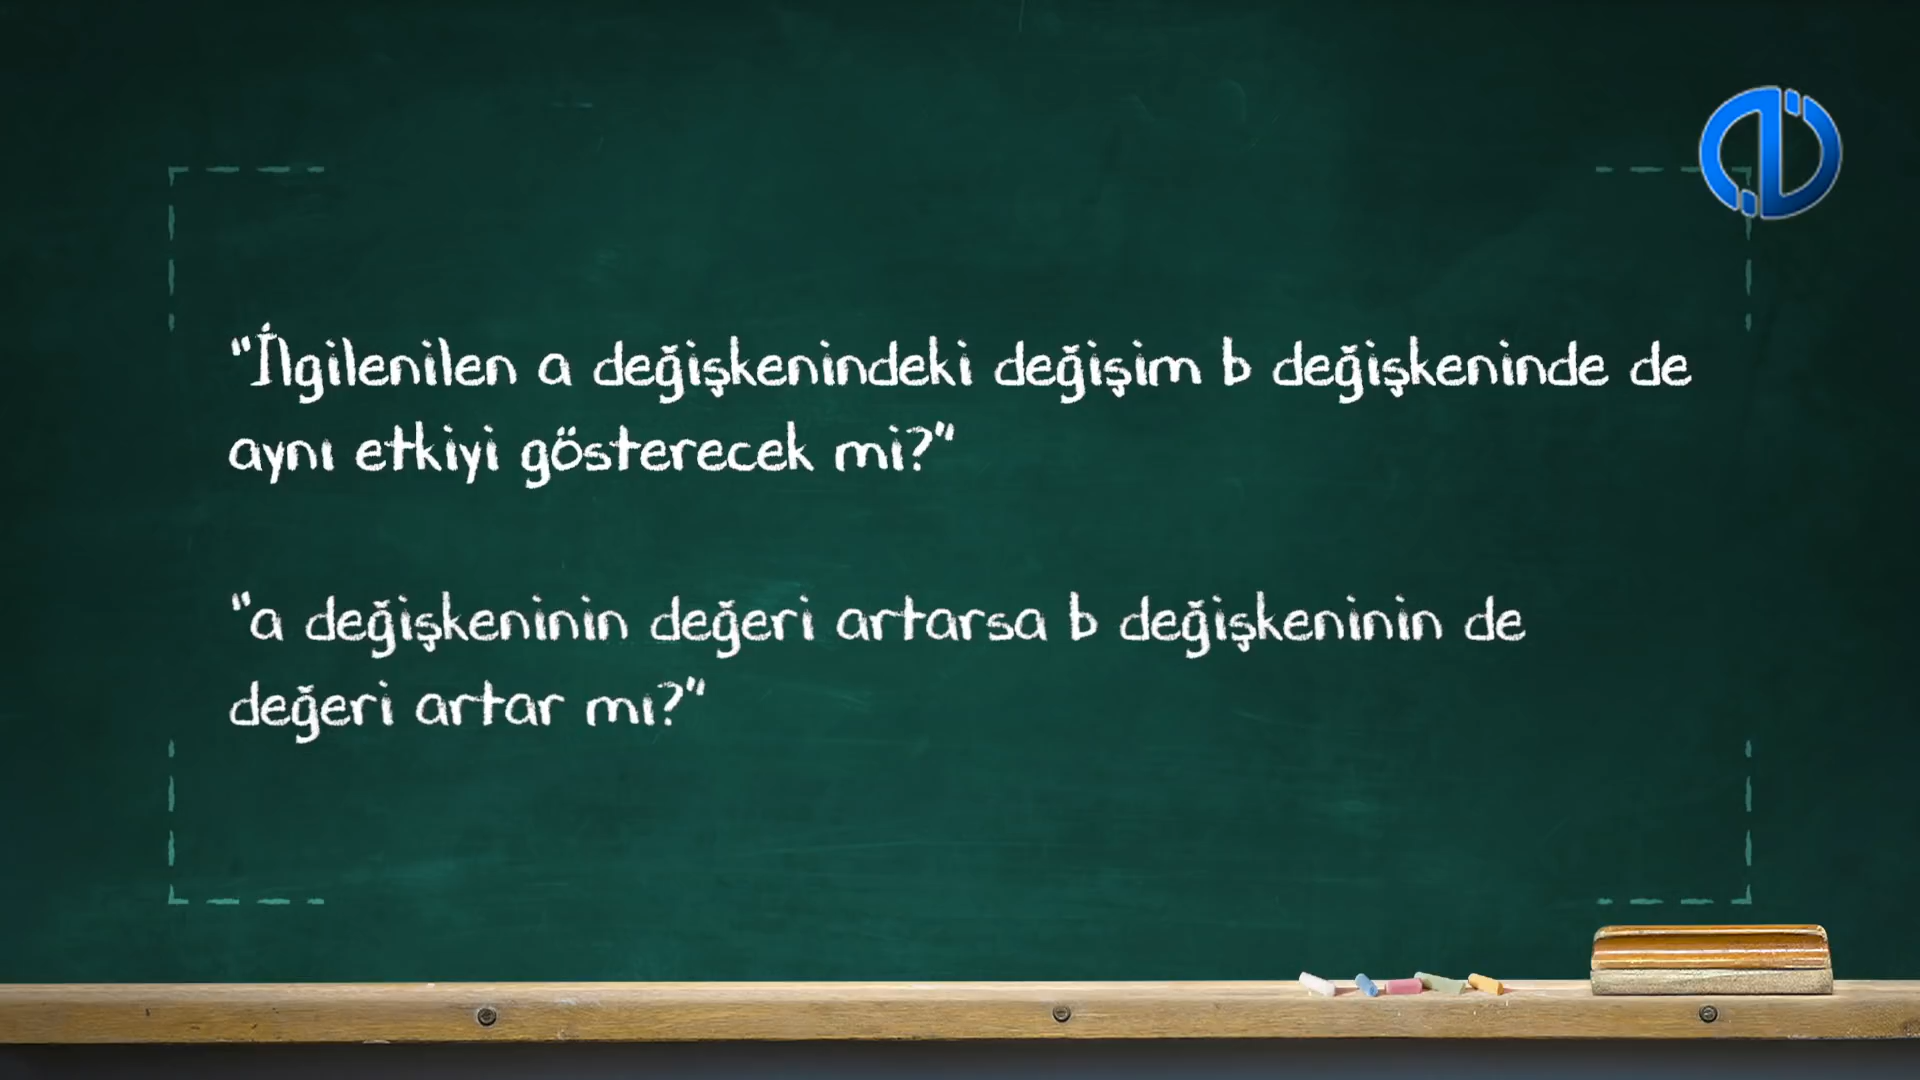 "İlgilenilen a değişkenindeki değişim b değişkeninde de
aynı etkiyi gösterecek mi?"
"a değişkeninin değeri artarsa b değişkeninin de
değeri artar mı?"